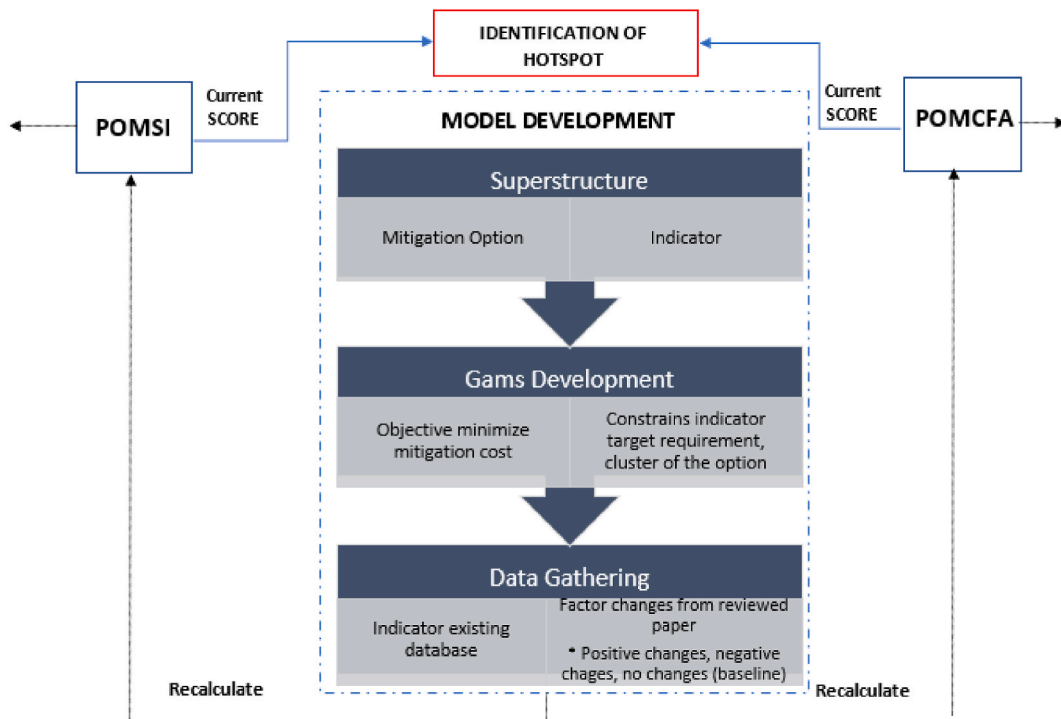 IDENTIFICATION OF
HOTSPOT
Current
SCORE
POMSI
Current
SCORE
POMCFA
MODEL DEVELOPMENT
Superstructure
Mitigation Option
Indicator
Gams Development
Objective minimize
mitigation cost
Constrains indicator
target requirement,
cluster of the option
Data Gathering
Indicator existing
database
Factor changes from reviewed
paper
* Positive changes, negative
chages, no changes (baseline)
Recalculate
Recalculate